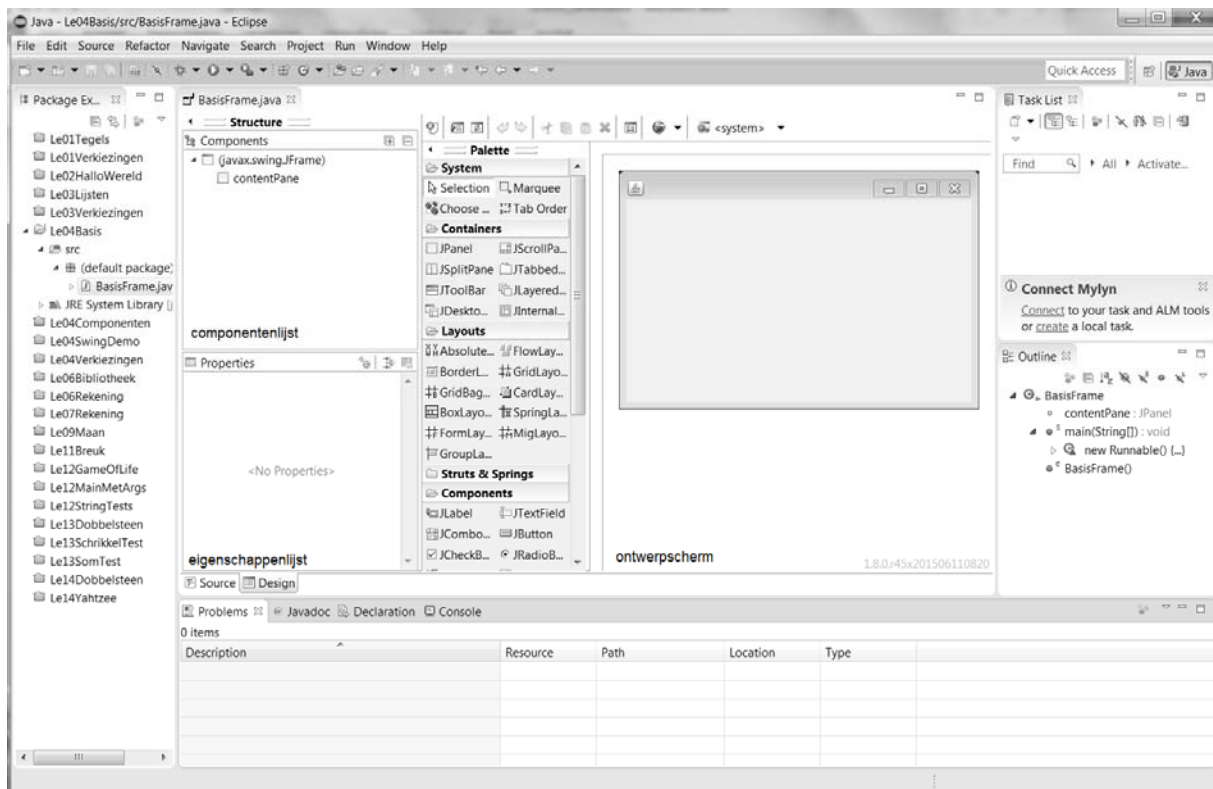 Java - Le04Basis/src/BasisFrame.java - Eclipse
File Edit Source Refactor Navigate Search Project Run Window Help
Quick Access
Java
Package Ex...
Le01Tegels
Le01Verkiezingen
Le02HalloWereld
Le03Lijsten
Le03Verkiezingen
Le04Basis
src
(default package)
BasisFrame.jav
JRE System Library [j
Le04Componenten
Le04SwingDemo
Le04Verkiezingen
Le06Bibliotheek
Le06Rekening
Le07Rekening
Le09Maan
Le11Breuk
Le12GameOfLife
Le12MainMetArgs
Le12StringTests
Le13Dobbelsteen
Le13SchrikkelTest
Le13SomTest
Le14Dobbelsteen
Le14Yahtzee
BasisFrame.java
Structure
Components
(javax.swing.JFrame)
contentPane
componentenlijst
Properties
<No Properties>
eigenschappenlijst
Source Design
<system>
Palette
System
Selection Marquee
Choose ... Tab Order
Containers
JPanel JScrollPa...
JSplitPane JTabbed...
JToolBar JLayered...
JDeskto... JInternal...
Layouts
Absolute... FlowLay...
BorderL... GridLayo...
GridBag... CardLay...
BoxLayo... SpringLa...
FormLay... MigLayo...
GroupLa...
Struts & Springs
Components
JLabel JTextField
JCombo... JButton
JCheckB... JRadioB...
ontwerpscherm
1.8.0.r45x201506110820
Task List
Find All Activate...
Connect Mylyn
Connect to your task and ALM tools
or create a local task.
Outline
BasisFrame
contentPane : JPanel
main(String[]) : void
new Runnable() {...}
BasisFrame()
Problems Javadoc Declaration Console
0 items
Description Resource Path Location Type